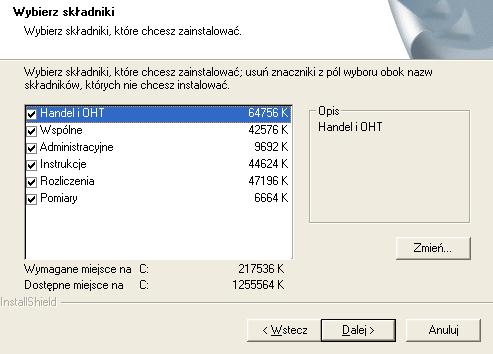 Wybierz składniki
Wybierz składniki, które chcesz zainstalować.
Wybierz składniki, które chcesz zainstalować; usuń znaczniki z pól wyboru obok nazw
składników, których nie chcesz instalować.
Handel i OHT 64756 K
Wspólne 42576 K
Administracyjne 9692 K
Instrukcje 44624 K
Rozliczenia 47196 K
Pomiary 6664 K
Opis
Handel i OHT
Zmień...
Wymagane miejsce na C: 217536 K
Dostępne miejsce na C: 1255564 K
InstallShield
< Wstecz Dalej > Anuluj